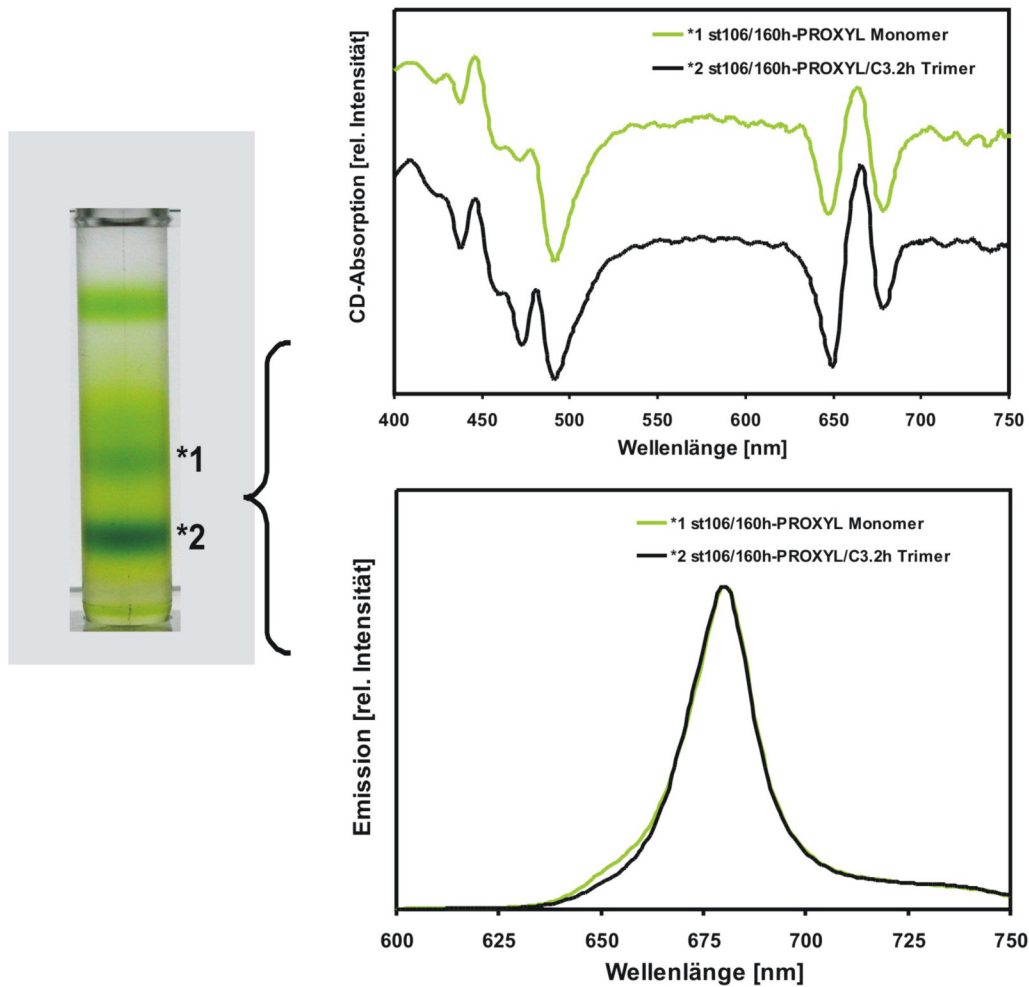 *1
*2
CD-Absorption [rel. Intensität]
*1 st106/160h-PROXYL Monomer
*2 st106/160h-PROXYL/C3.2h Trimer
400 450 500 550 600 650 700 750
Wellenlänge [nm]
Emission [rel. Intensität]
*1 st106/160h-PROXYL Monomer
*2 st106/160h-PROXYL/C3.2h Trimer
600 625 650 675 700 725 750
Wellenlänge [nm]